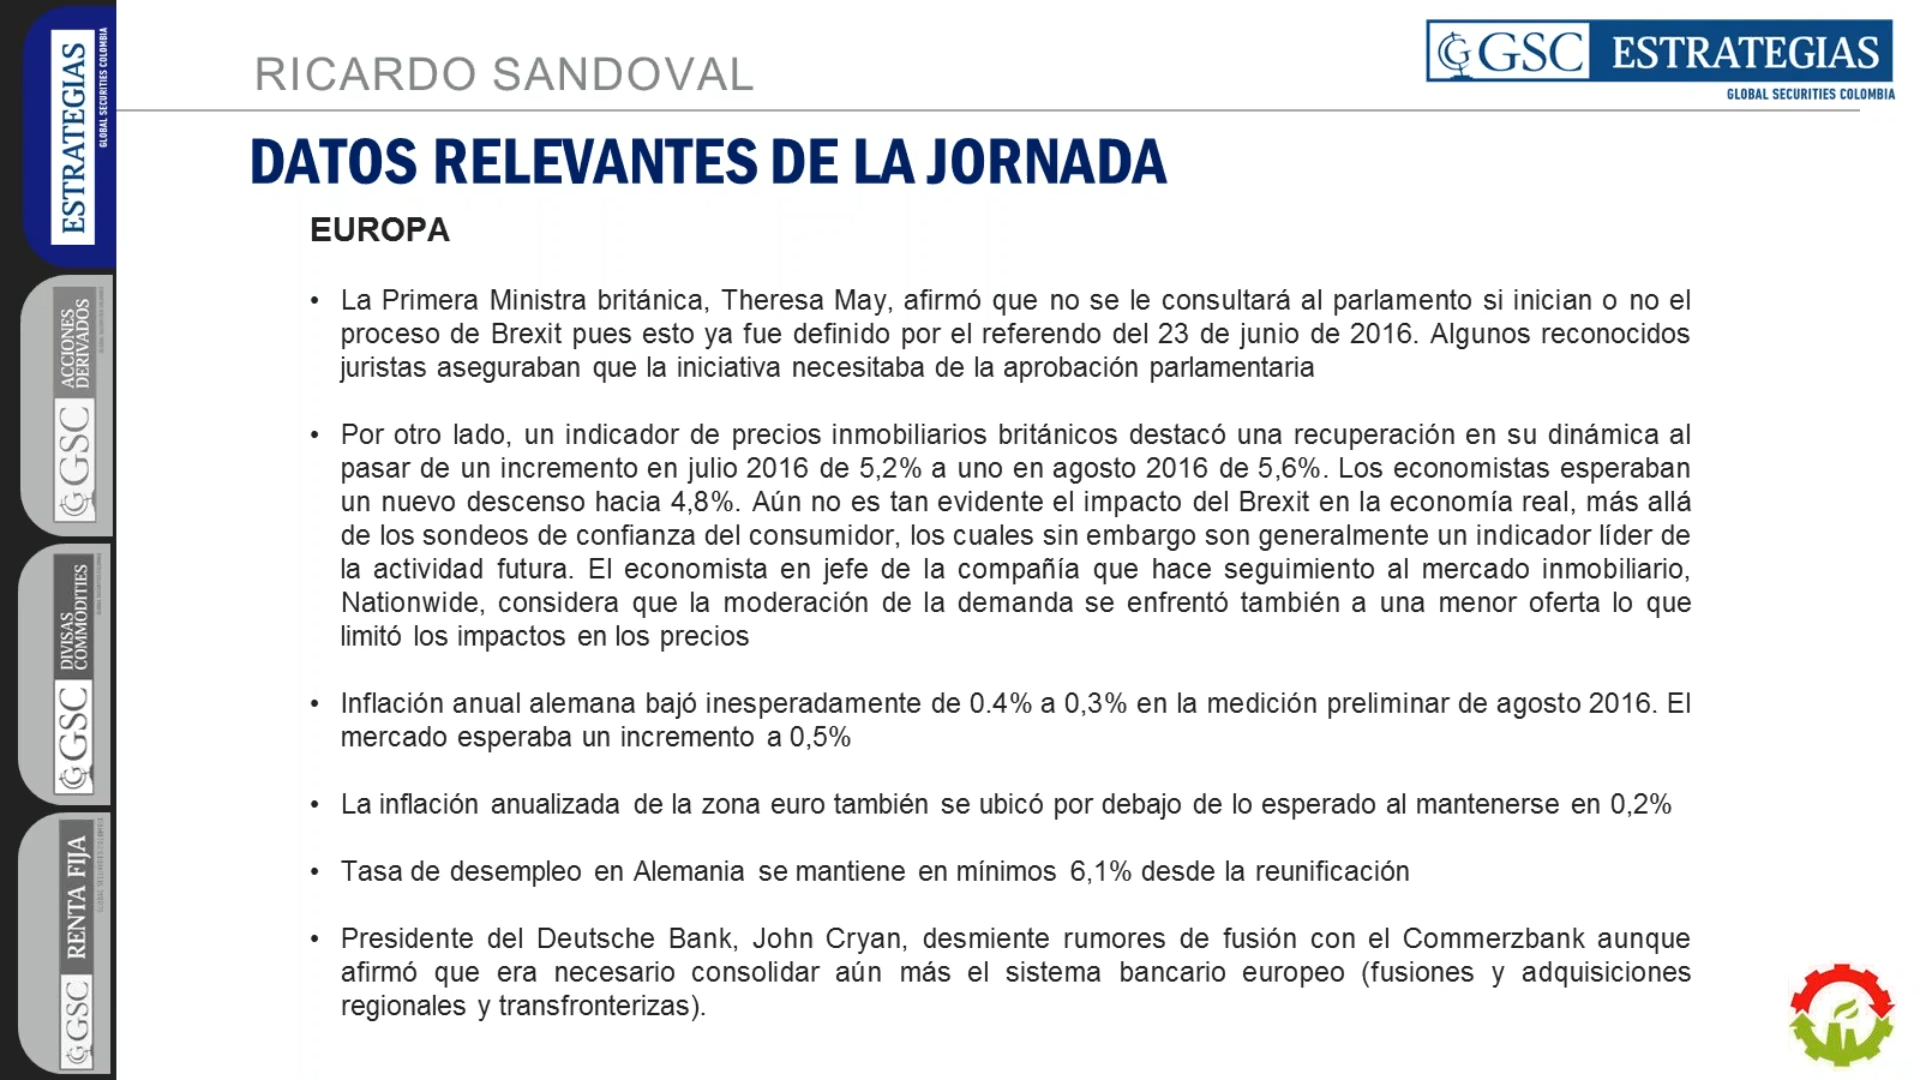 RICARDO SANDOVAL
GSC ESTRATEGIAS
GLOBAL SECURITIES COLOMBIA
DATOS RELEVANTES DE LA JORNADA
EUROPA
• La Primera Ministra británica, Theresa May, afirmó que no se le consultará al parlamento si inician o no el
proceso de Brexit pues esto ya fue definido por el referendo del 23 de junio de 2016. Algunos reconocidos
juristas aseguraban que la iniciativa necesitaba de la aprobación parlamentaria
• Por otro lado, un indicador de precios inmobiliarios británicos destacó una recuperación en su dinámica al
pasar de un incremento en julio 2016 de 5,2% a uno en agosto 2016 de 5,6%. Los economistas esperaban
un nuevo descenso hacia 4,8%. Aún no es tan evidente el impacto del Brexit en la economía real, más allá
de los sondeos de confianza del consumidor, los cuales sin embargo son generalmente un indicador líder de
la actividad futura. El economista en jefe de la compañía que hace seguimiento al mercado inmobiliario,
Nationwide, considera que la moderación de la demanda se enfrentó también a una menor oferta lo que
limitó los impactos en los precios
• Inflación anual alemana bajó inesperadamente de 0.4% a 0,3% en la medición preliminar de agosto 2016. El
mercado esperaba un incremento a 0,5%
• La inflación anualizada de la zona euro también se ubicó por debajo de lo esperado al mantenerse en 0,2%
• Tasa de desempleo en Alemania se mantiene en mínimos 6,1% desde la reunificación
• Presidente del Deutsche Bank, John Cryan, desmiente rumores de fusión con el Commerzbank aunque
afirmó que era necesario consolidar aún más el sistema bancario europeo (fusiones y adquisiciones
regionales y transfronterizas).
ESTRATEGIAS
GLOBAL SECURITIES COLOMBIA
GSC ACCIONES
DERIVADOS
GSC DIVISAS
COMMODITIES
GSC RENTA FIJA